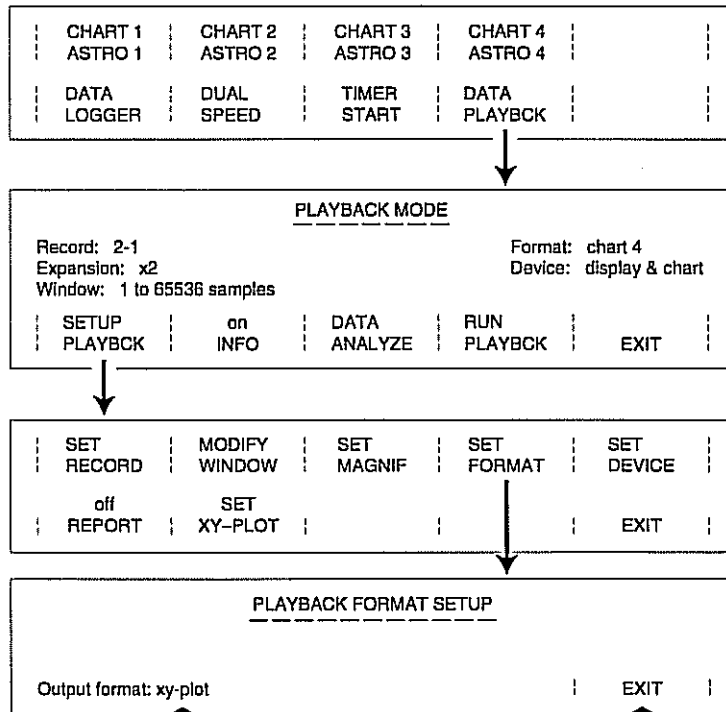 CHART 1 CHART 2 CHART 3 CHART 4
ASTRO 1 ASTRO 2 ASTRO 3 ASTRO 4
DATA DUAL TIMER DATA
LOGGER SPEED START PLAYBCK
PLAYBACK MODE
Record: 2-1 Format: chart 4
Expansion: x2 Device: display & chart
Window: 1 to 65536 samples
SETUP on DATA RUN
PLAYBCK INFO ANALYZE PLAYBCK EXIT
SET MODIFY SET SET SET
RECORD WINDOW MAGNIF FORMAT DEVICE
off SET
REPORT XY-PLOT EXIT
PLAYBACK FORMAT SETUP
Output format: xy-plot EXIT